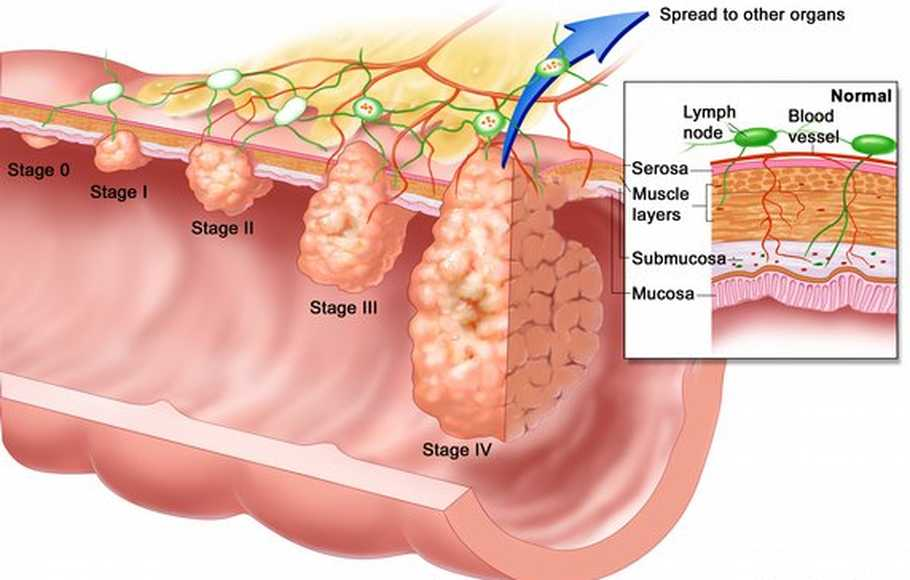 Spread to other organs
Normal
Lymph
node
Blood
vessel
Serosa
Muscle
layers
Submucosa
Mucosa
Stage 0
Stage I
Stage II
Stage III
Stage IV